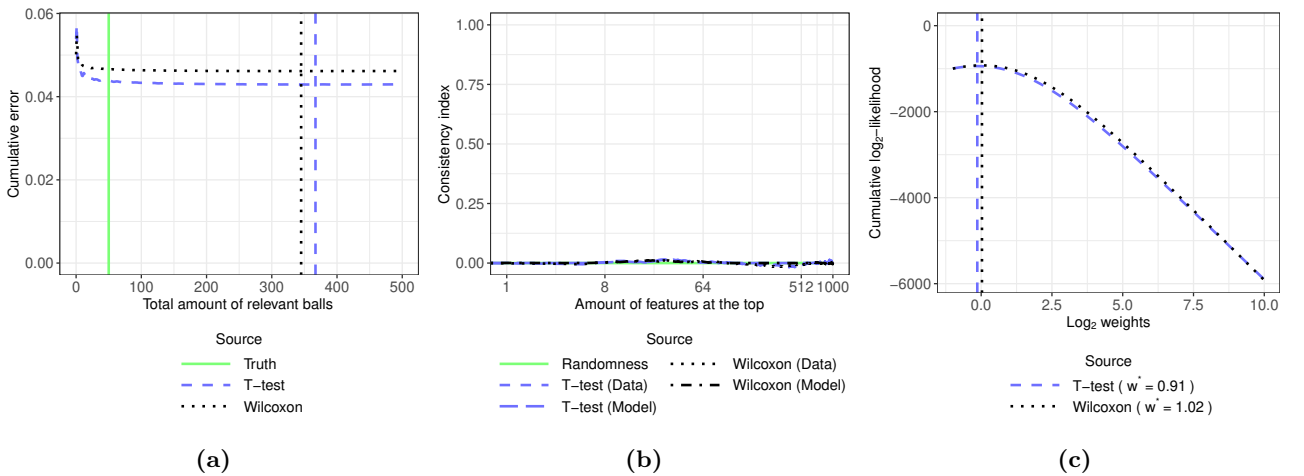 0.06
0.04
0.02
0.00
Cumulative error
0 100 200 300 400 500
Total amount of relevant balls
Source
Truth
T−test
Wilcoxon
(a)
1.00
0.75
0.50
0.25
0.00
Consistency index
1 8 64 512 1000
Amount of features at the top
Source
Randomness
T−test (Data)
T−test (Model)
Wilcoxon (Data)
Wilcoxon (Model)
(b)
0
−2000
−4000
−6000
Cumulative log₂−likelihood
0.0 2.5 5.0 7.5 10.0
Log₂ weights
Source
T−test ( w* = 0.91 )
Wilcoxon ( w* = 1.02 )
(c)